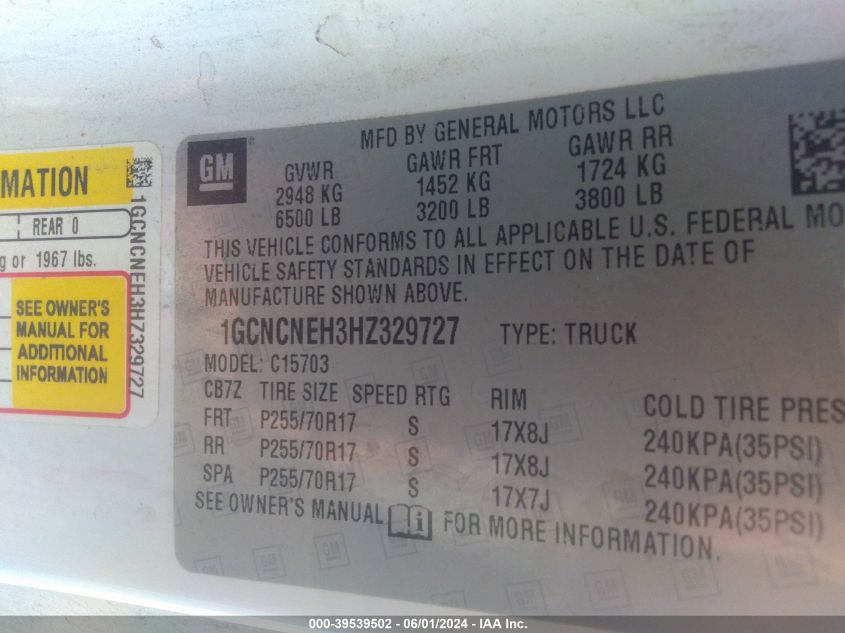 MATION
REAR 0
g or 1967 lbs.
SEE OWNER'S
MANUAL FOR
ADDITIONAL
INFORMATION
1GCNCNEH3HZ329727
GM
MFD BY GENERAL MOTORS LLC
GVWR GAWR FRT GAWR RR
2948 KG 1452 KG 1724 KG
6500 LB 3200 LB 3800 LB
THIS VEHICLE CONFORMS TO ALL APPLICABLE U.S. FEDERAL MO
VEHICLE SAFETY STANDARDS IN EFFECT ON THE DATE OF
MANUFACTURE SHOWN ABOVE.
1GCNCNEH3HZ329727 TYPE: TRUCK
MODEL: C15703
CB7Z TIRE SIZE SPEED RTG RIM COLD TIRE PRES
FRT P255/70R17 S 17X8J 240KPA(35PSI)
RR P255/70R17 S 17X8J 240KPA(35PSI)
SPA P255/70R17 S 17X7J 240KPA(35PSI)
SEE OWNER'S MANUAL FOR MORE INFORMATION.
000-39539502 - 06/01/2024 - IAA Inc.